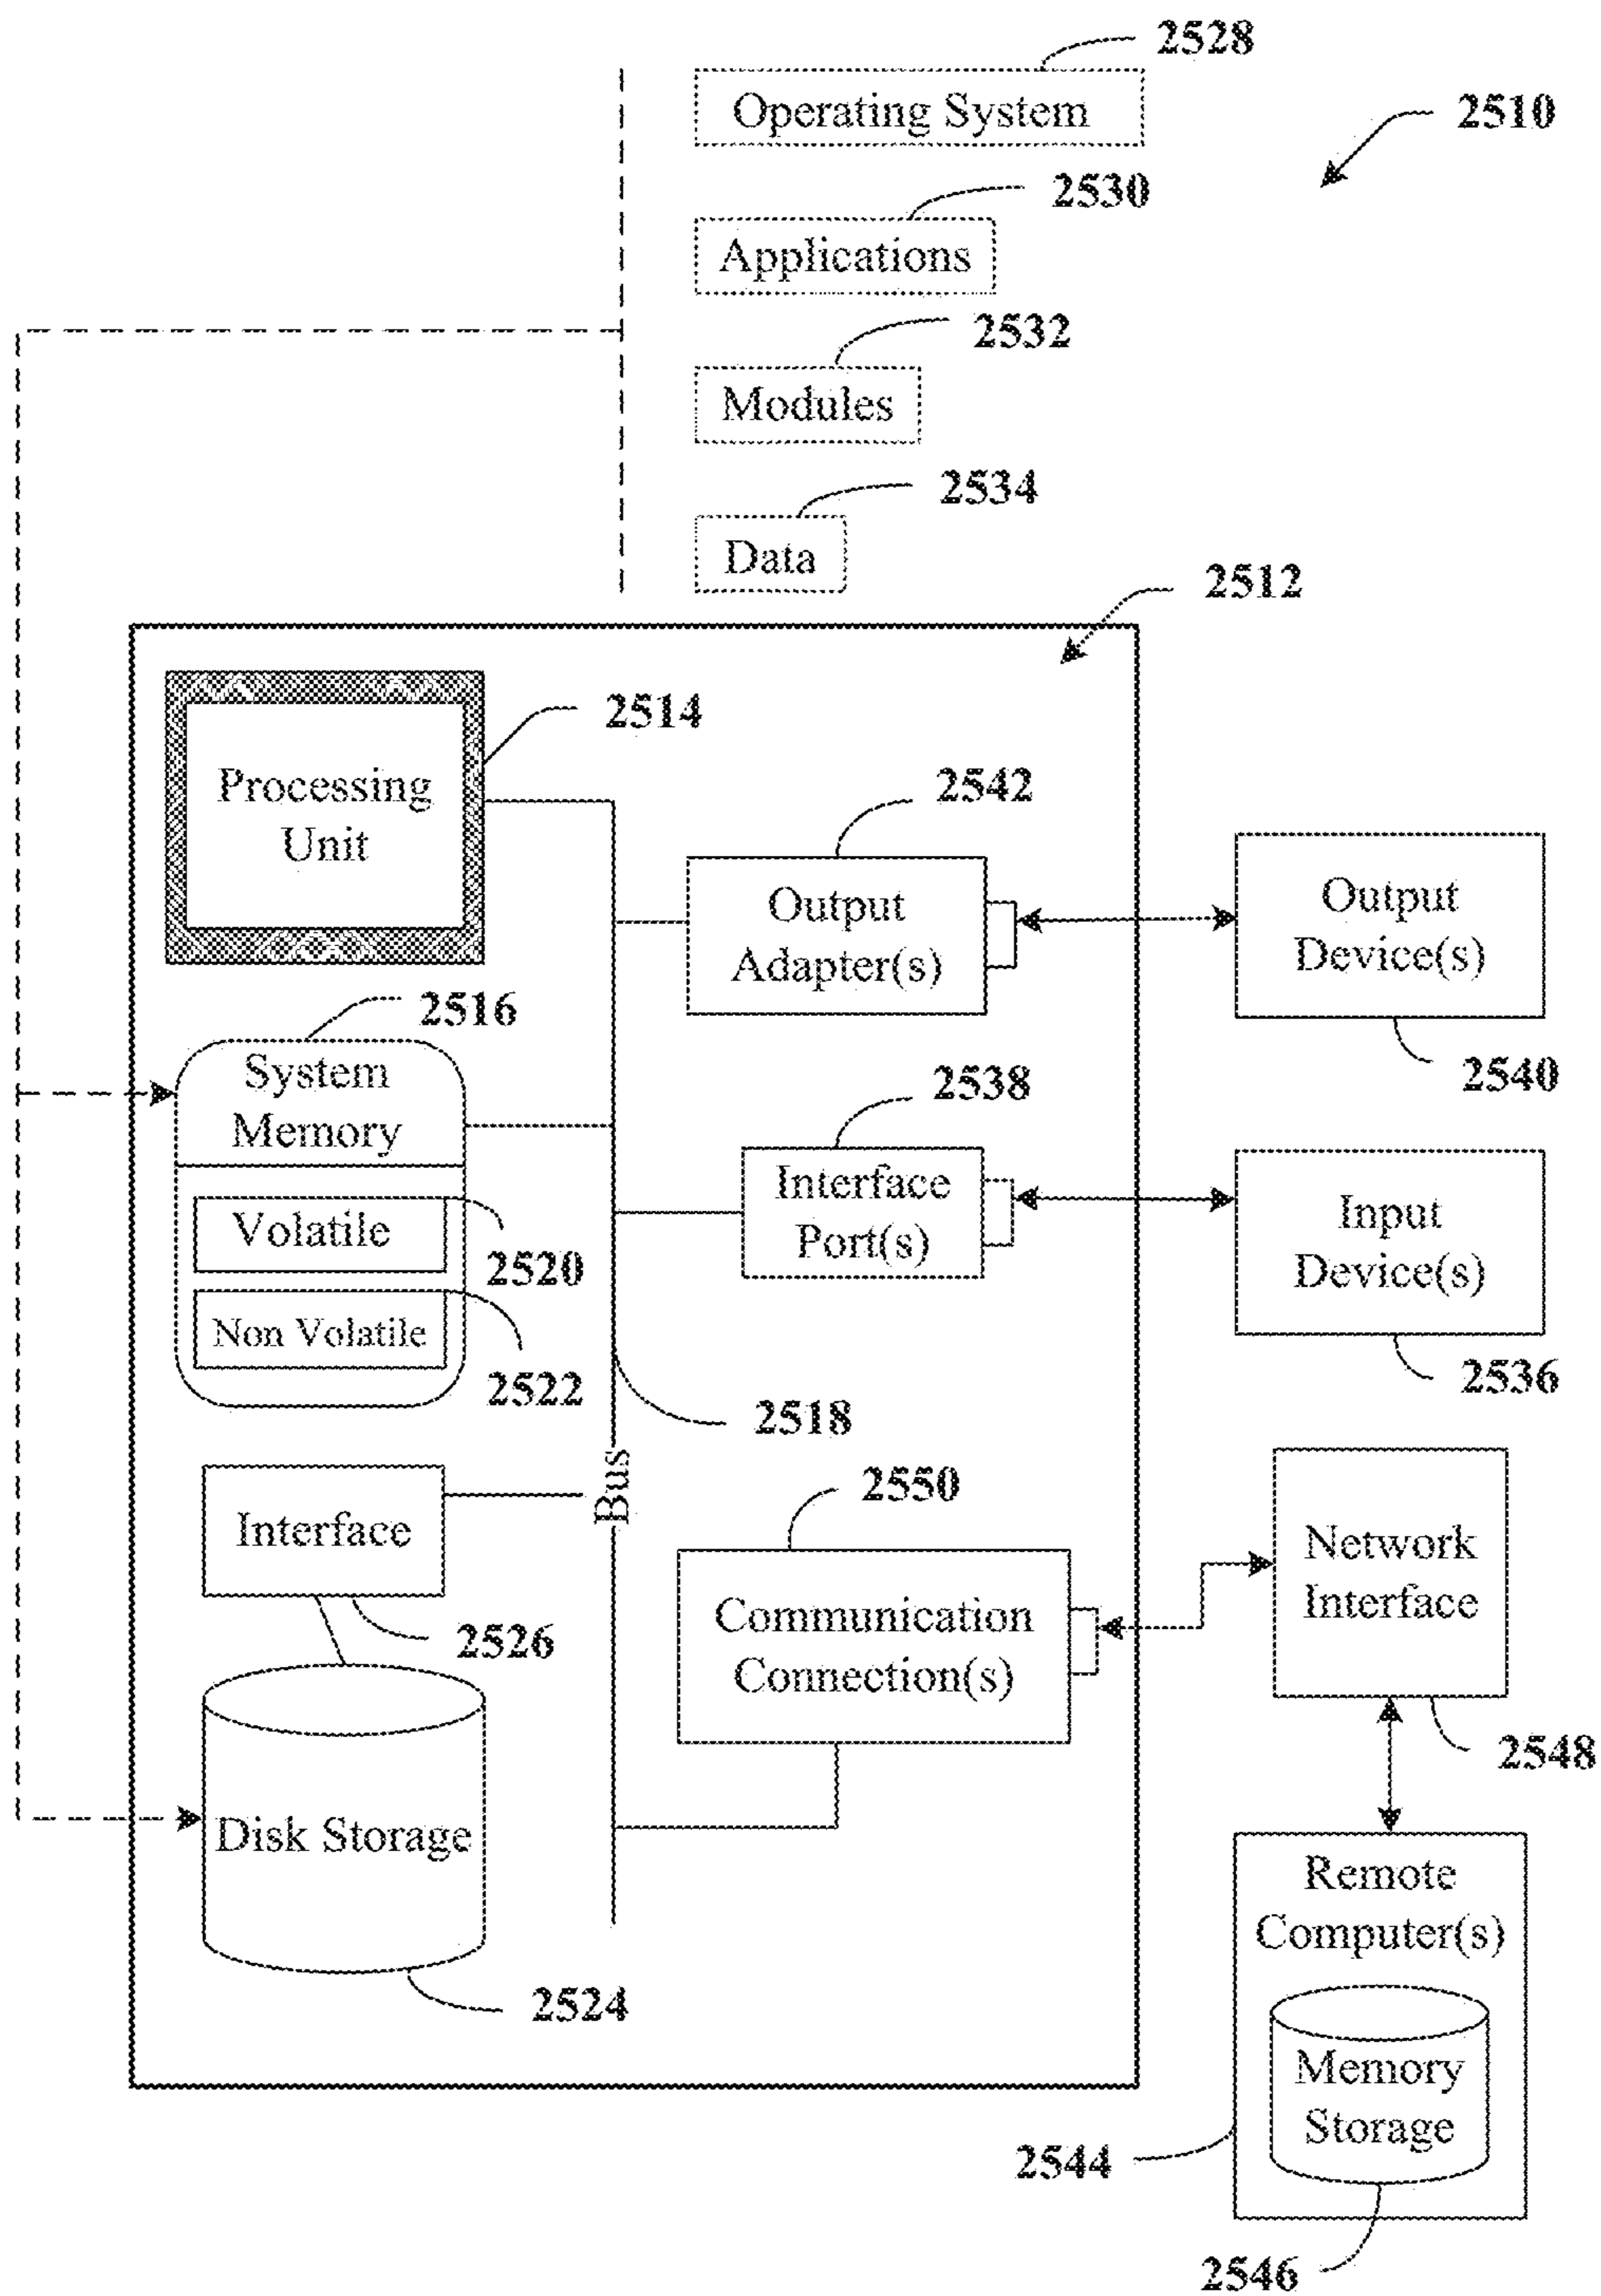 2528
Operating System
2510
2530
Applications
2532
Modules
2534
Data
2512
2514
Processing
Unit
2542
Output
Adapter(s)
Output
Device(s)
2540
2516
System
Memory
2538
Interface
Port(s)
Input
Device(s)
2536
Volatile
2520
Non Volatile
2522
2518
Bus
2550
Interface
2526
Communication
Connection(s)
Network
Interface
2548
Disk Storage
2524
Remote
Computer(s)
Memory
Storage
2544
2546